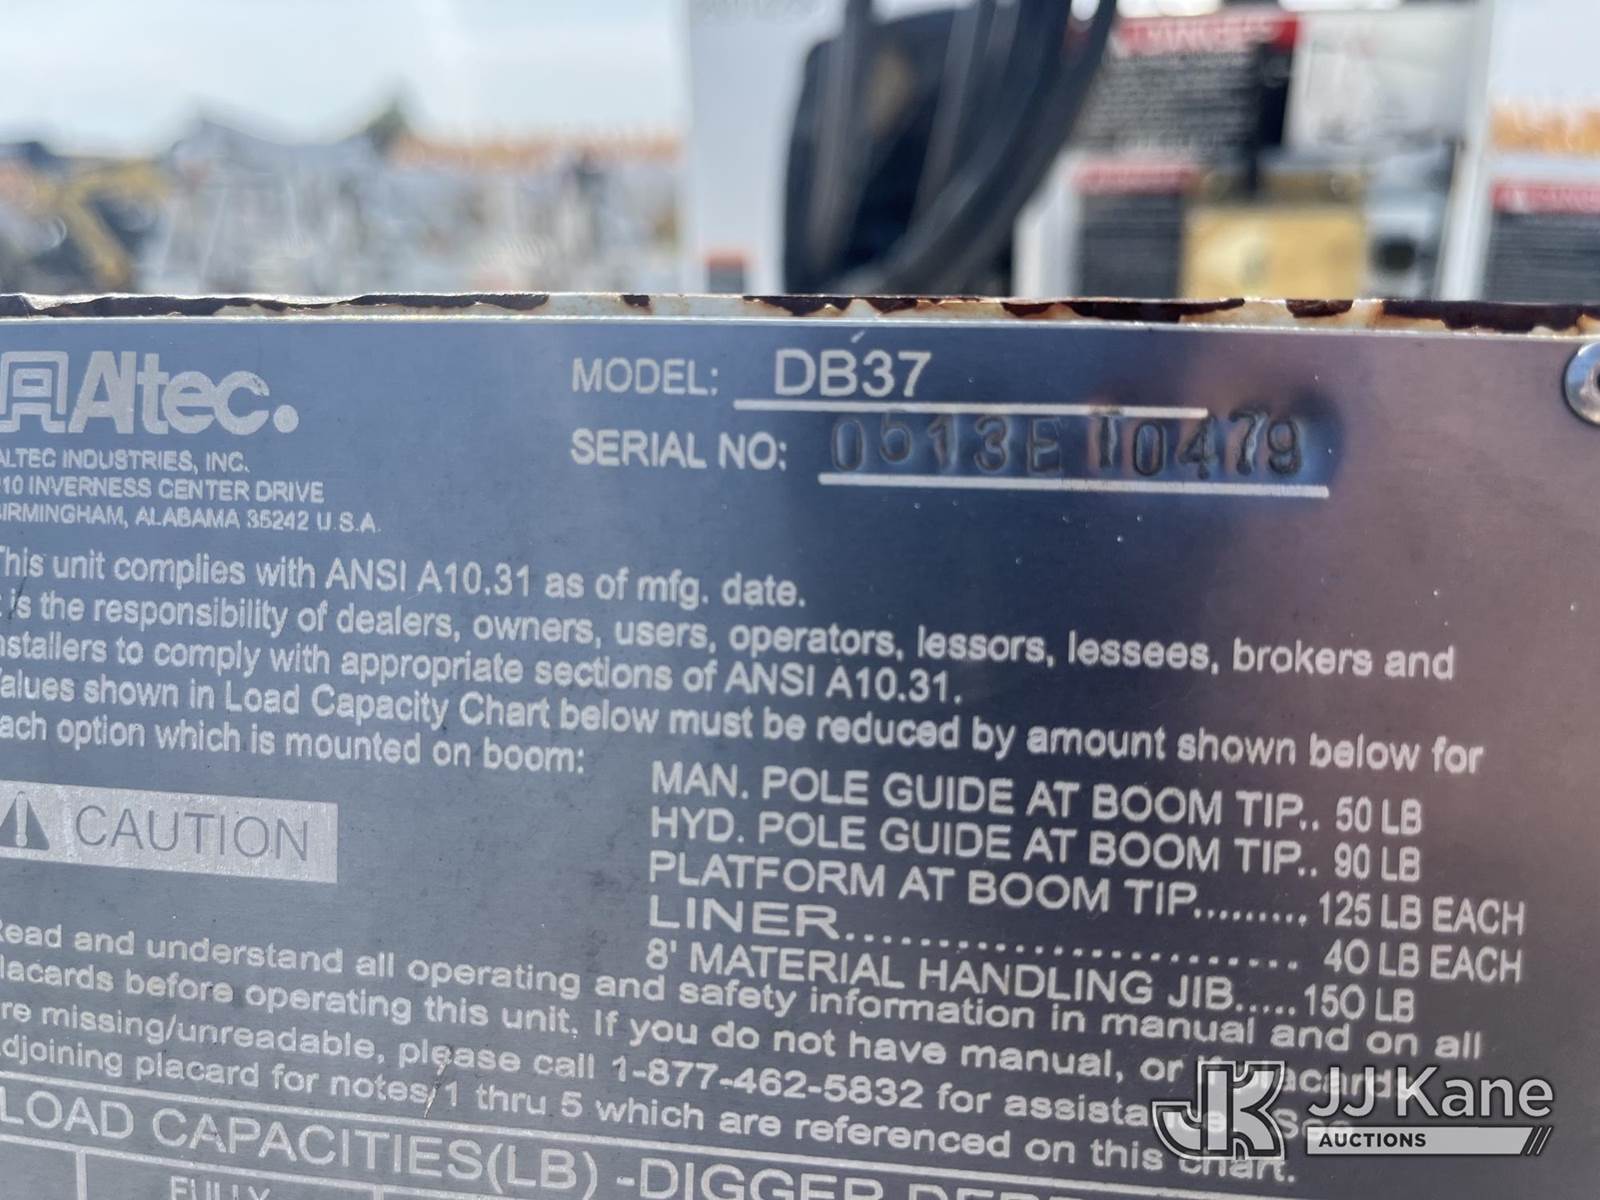 Altec.
ALTEC INDUSTRIES, INC.
210 INVERNESS CENTER DRIVE
BIRMINGHAM, ALABAMA 35242 U.S.A.
MODEL: DB37
SERIAL NO: 0513E10479
This unit complies with ANSI A10.31 as of mfg. date.
is the responsibility of dealers, owners, users, operators, lessors, lessees, brokers and
installers to comply with appropriate sections of ANSI A10.31.
Values shown in Load Capacity Chart below must be reduced by amount shown below for
each option which is mounted on boom:
MAN. POLE GUIDE AT BOOM TIP.. 50 LB
HYD. POLE GUIDE AT BOOM TIP.. 90 LB
PLATFORM AT BOOM TIP......... 125 LB EACH
LINER........................ 40 LB EACH
8' MATERIAL HANDLING JIB.....150 LB
CAUTION
Read and understand all operating and safety information in manual and on all
placards before operating this unit. If you do not have manual, or if placards
are missing/unreadable, please call 1-877-462-5832 for assistance. See
adjoining placard for notes 1 thru 5 which are referenced on this chart.
LOAD CAPACITIES(LB) -DIGGER
FULLY
JJ Kane
AUCTIONS